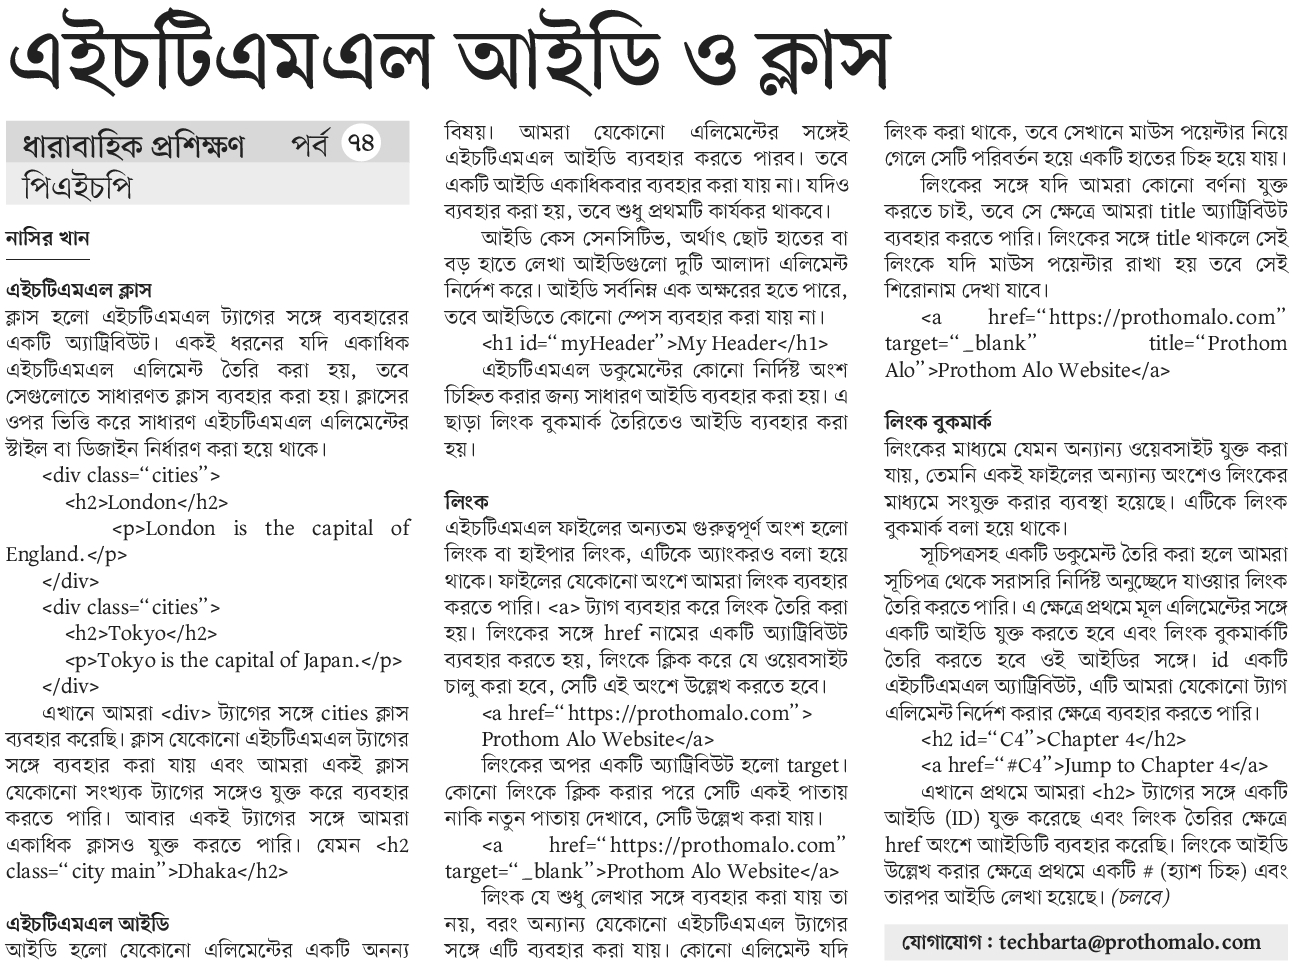 এইচটিএমএল আইডি ও ক্লাস
ধারাবাহিক প্রশিক্ষণ পর্ব ৭৪
পিএইচপি
নাসির খান
এইচটিএমএল ক্লাস
ক্লাস হলো এইচটিএমএল ট্যাগের সঙ্গে ব্যবহারের
একটি অ্যাট্রিবিউট। একই ধরনের যদি একাধিক
এইচটিএমএল এলিমেন্ট তৈরি করা হয়, তবে
সেগুলোতে সাধারণত ক্লাস ব্যবহার করা হয়। ক্লাসের
ওপর ভিত্তি করে সাধারণ এইচটিএমএল এলিমেন্টের
স্টাইল বা ডিজাইন নির্ধারণ করা হয়ে থাকে।
<div class=“cities”>
<h2>London</h2>
<p>London is the capital of
England.</p>
</div>
<div class=“cities”>
<h2>Tokyo</h2>
<p>Tokyo is the capital of Japan.</p>
</div>
এখানে আমরা <div> ট্যাগের সঙ্গে cities ক্লাস
ব্যবহার করেছি। ক্লাস যেকোনো এইচটিএমএল ট্যাগের
সঙ্গে ব্যবহার করা যায় এবং আমরা একই ক্লাস
যেকোনো সংখ্যক ট্যাগের সঙ্গেও যুক্ত করে ব্যবহার
করতে পারি। আবার একই ট্যাগের সঙ্গে আমরা
একাধিক ক্লাসও যুক্ত করতে পারি। যেমন <h2
class=“city main”>Dhaka</h2>
এইচটিএমএল আইডি
আইডি হলো যেকোনো এলিমেন্টের একটি অনন্য
বিষয়। আমরা যেকোনো এলিমেন্টের সঙ্গেই
এইচটিএমএল আইডি ব্যবহার করতে পারব। তবে
একটি আইডি একাধিকবার ব্যবহার করা যায় না। যদিও
ব্যবহার করা হয়, তবে শুধু প্রথমটি কার্যকর থাকবে।
আইডি কেস সেনসিটিভ, অর্থাৎ ছোট হাতের বা
বড় হাতে লেখা আইডিগুলো দুটি আলাদা এলিমেন্ট
নির্দেশ করে। আইডি সর্বনিম্ন এক অক্ষরের হতে পারে,
তবে আইডিতে কোনো স্পেস ব্যবহার করা যায় না।
<h1 id=“myHeader”>My Header</h1>
এইচটিএমএল ডকুমেন্টের কোনো নির্দিষ্ট অংশ
চিহ্নিত করার জন্য সাধারণ আইডি ব্যবহার করা হয়। এ
ছাড়া লিংক বুকমার্ক তৈরিতেও আইডি ব্যবহার করা
হয়।
লিংক
এইচটিএমএল ফাইলের অন্যতম গুরুত্বপূর্ণ অংশ হলো
লিংক বা হাইপার লিংক, এটিকে অ্যাংকরও বলা হয়ে
থাকে। ফাইলের যেকোনো অংশে আমরা লিংক ব্যবহার
করতে পারি। <a> ট্যাগ ব্যবহার করে লিংক তৈরি করা
হয়। লিংকের সঙ্গে href নামের একটি অ্যাট্রিবিউট
ব্যবহার করতে হয়, লিংকে ক্লিক করে যে ওয়েবসাইট
চালু করা হবে, সেটি এই অংশে উল্লেখ করতে হবে।
<a href=“https://prothomalo.com”>
Prothom Alo Website</a>
লিংকের অপর একটি অ্যাট্রিবিউট হলো target।
কোনো লিংকে ক্লিক করার পরে সেটি একই পাতায়
নাকি নতুন পাতায় দেখাবে, সেটি উল্লেখ করা যায়।
<a href=“https://prothomalo.com”
target=“_blank”>Prothom Alo Website</a>
লিংক যে শুধু লেখার সঙ্গে ব্যবহার করা যায় তা
নয়, বরং অন্যান্য যেকোনো এইচটিএমএল ট্যাগের
সঙ্গে এটি ব্যবহার করা যায়। কোনো এলিমেন্ট যদি
লিংক করা থাকে, তবে সেখানে মাউস পয়েন্টার নিয়ে
গেলে সেটি পরিবর্তন হয়ে একটি হাতের চিহ্ন হয়ে যায়।
লিংকের সঙ্গে যদি আমরা কোনো বর্ণনা যুক্ত
করতে চাই, তবে সে ক্ষেত্রে আমরা title অ্যাট্রিবিউট
ব্যবহার করতে পারি। লিংকের সঙ্গে title থাকলে সেই
লিংকে যদি মাউস পয়েন্টার রাখা হয় তবে সেই
শিরোনাম দেখা যাবে।
<a href=“https://prothomalo.com”
target=“_blank” title=“Prothom
Alo”>Prothom Alo Website</a>
লিংক বুকমার্ক
লিংকের মাধ্যমে যেমন অন্যান্য ওয়েবসাইট যুক্ত করা
যায়, তেমনি একই ফাইলের অন্যান্য অংশেও লিংকের
মাধ্যমে সংযুক্ত করার ব্যবস্থা হয়েছে। এটিকে লিংক
বুকমার্ক বলা হয়ে থাকে।
সূচিপত্রসহ একটি ডকুমেন্ট তৈরি করা হলে আমরা
সূচিপত্র থেকে সরাসরি নির্দিষ্ট অনুচ্ছেদে যাওয়ার লিংক
তৈরি করতে পারি। এ ক্ষেত্রে প্রথমে মূল এলিমেন্টের সঙ্গে
একটি আইডি যুক্ত করতে হবে এবং লিংক বুকমার্কটি
তৈরি করতে হবে ওই আইডির সঙ্গে। id একটি
এইচটিএমএল অ্যাট্রিবিউট, এটি আমরা যেকোনো ট্যাগ
এলিমেন্ট নির্দেশ করার ক্ষেত্রে ব্যবহার করতে পারি।
<h2 id=“C4”>Chapter 4</h2>
<a href=“#C4”>Jump to Chapter 4</a>
এখানে প্রথমে আমরা <h2> ট্যাগের সঙ্গে একটি
আইডি (ID) যুক্ত করেছে এবং লিংক তৈরির ক্ষেত্রে
href অংশে আাইডিটি ব্যবহার করেছি। লিংকে আইডি
উল্লেখ করার ক্ষেত্রে প্রথমে একটি # (হ্যাশ চিহ্ন) এবং
তারপর আইডি লেখা হয়েছে। (চলবে)
যোগাযোগ : techbarta@prothomalo.com